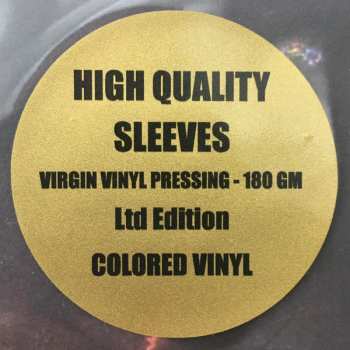 HIGH QUALITY
SLEEVES
VIRGIN VINYL PRESSING - 180 GM
Ltd Edition
COLORED VINYL